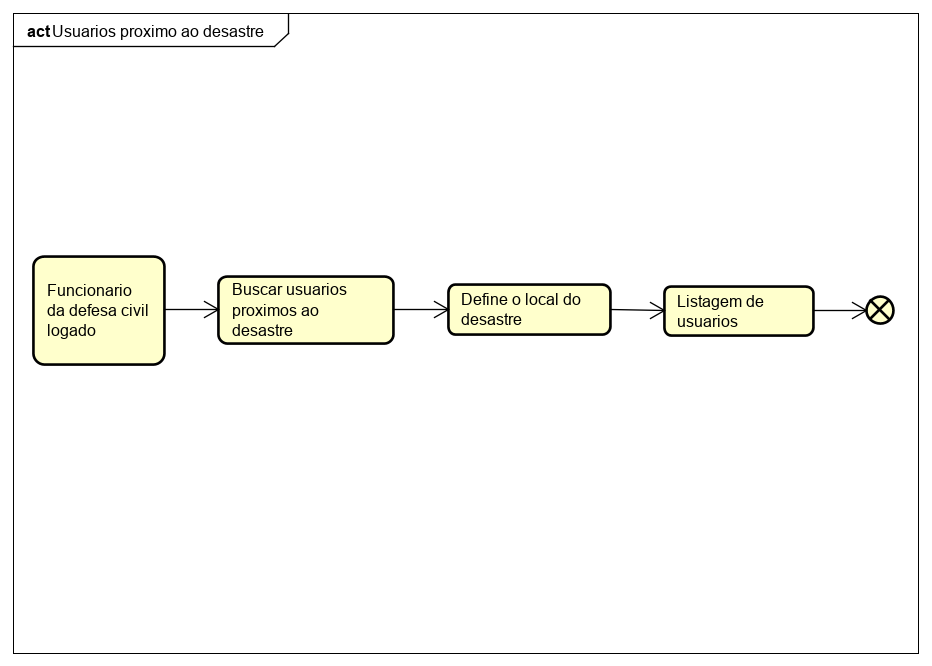 act Usuarios proximo ao desastre
Funcionario
da defesa civil
logado
Buscar usuarios
proximos ao
desastre
Define o local do
desastre
Listagem de
usuarios